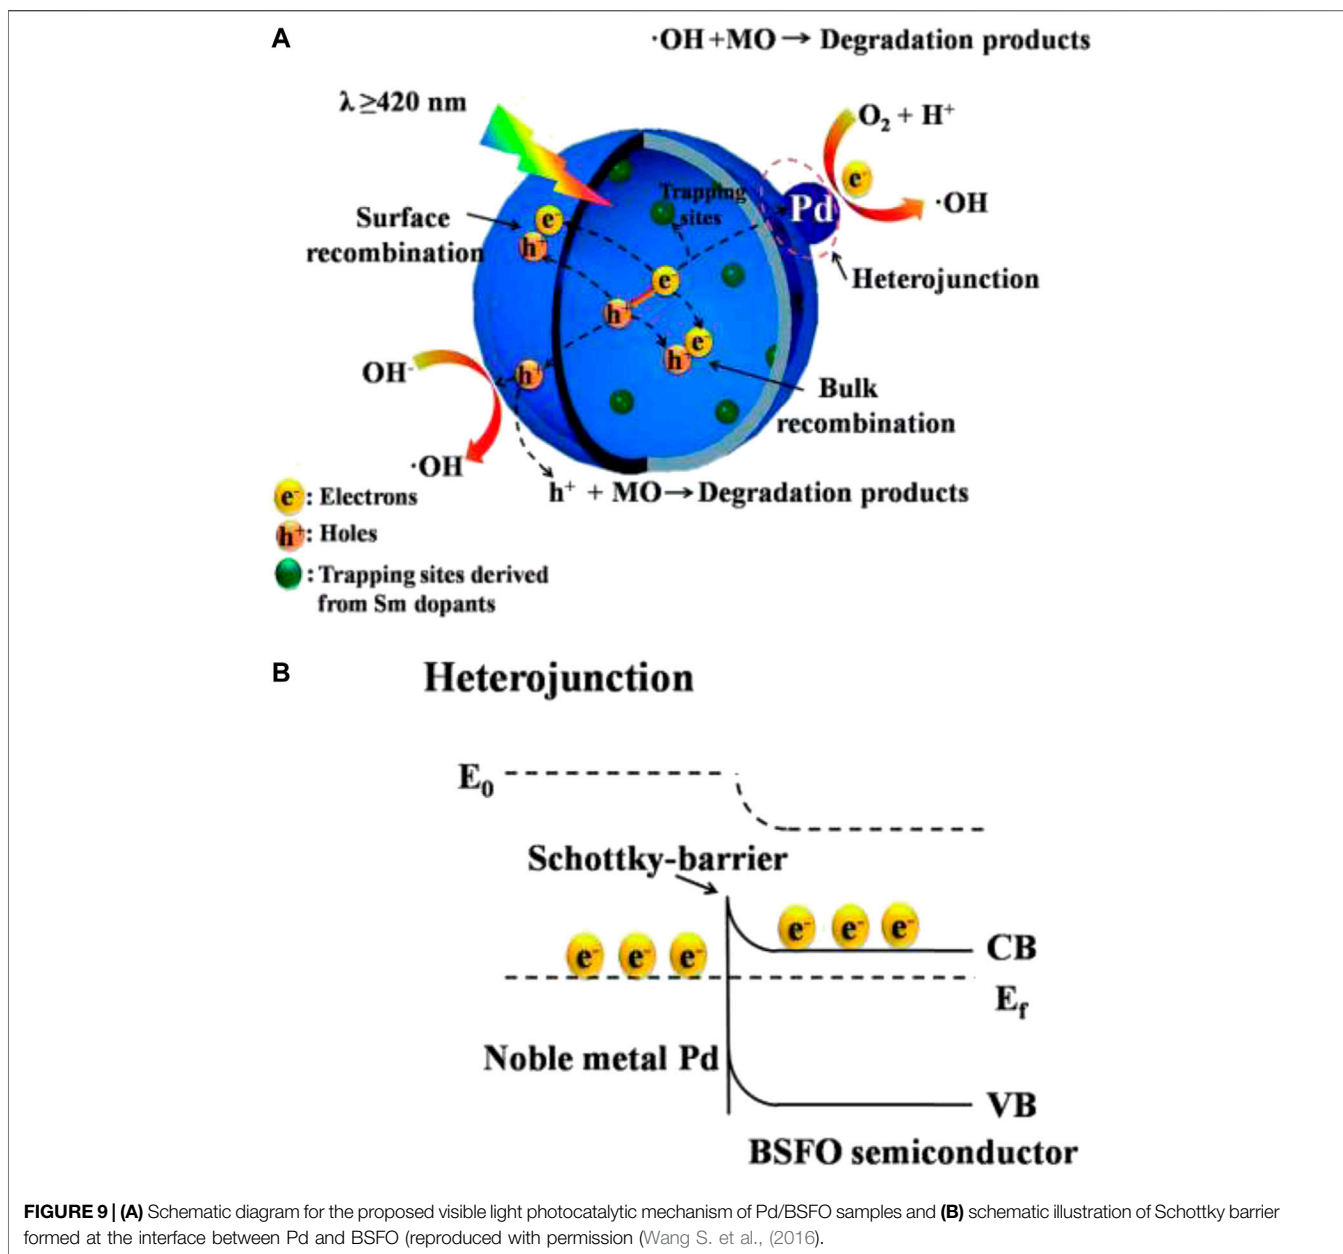 A
·OH +MO → Degradation products
λ ≥420 nm
O₂ + H⁺
e⁻
·OH
Pd
Trapping
sites
Surface
recombination
e⁻
h⁺
e⁻
h⁺
Heterojunction
e⁻
h⁺
OH⁻
h⁺
Bulk
recombination
·OH
h⁺ + MO → Degradation products
e⁻ : Electrons
h⁺ : Holes
: Trapping sites derived
from Sm dopants
B
Heterojunction
E₀
Schottky-barrier
e⁻ e⁻ e⁻
e⁻ e⁻ e⁻
CB
E_f
Noble metal Pd
VB
BSFO semiconductor
FIGURE 9 | (A) Schematic diagram for the proposed visible light photocatalytic mechanism of Pd/BSFO samples and (B) schematic illustration of Schottky barrier
formed at the interface between Pd and BSFO (reproduced with permission (Wang S. et al., (2016).